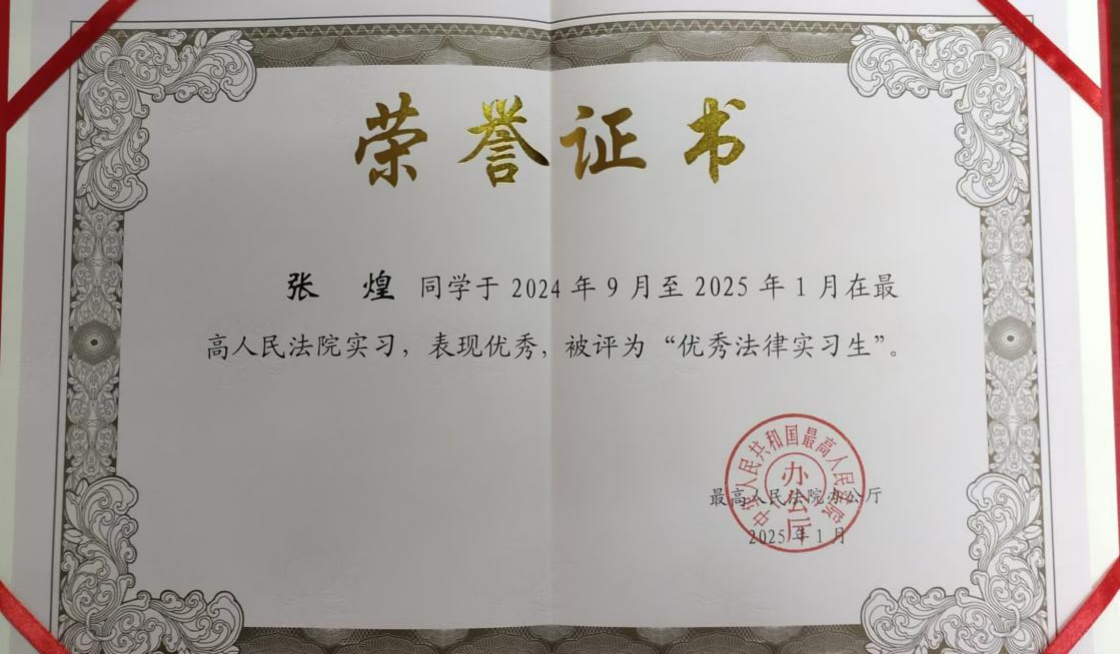 荣誉证书
张 煌 同学于 2024 年 9 月至 2025 年 1 月在最
高人民法院实习，表现优秀，被评为“优秀法律实习生”。
中华人民共和国最高人民法院
办公厅
最高人民法院办公厅
2025 年 1 月